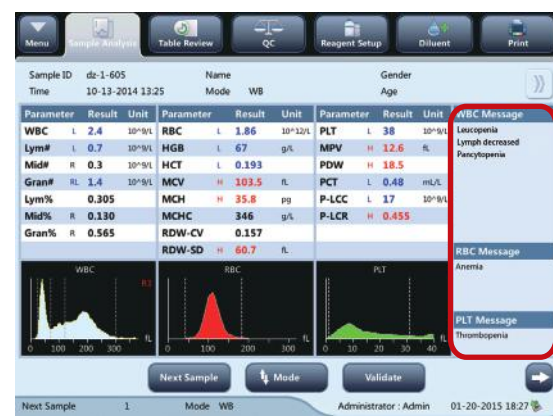 Menu Sample Analysis Table Review QC Reagent Setup Diluent Print
Sample ID dz-1-605 Name Gender
Time 10-13-2014 13:25 Mode WB Age
Parameter Result Unit Parameter Result Unit Parameter Result Unit WBC Message
WBC L 2.4 10^9/L RBC L 1.86 10^12/L PLT L 38 10^9/L Leucopenia
Lym# L 0.7 10^9/L HGB L 67 g/L MPV H 12.6 fL Lymph decreased
Mid# R 0.3 10^9/L HCT L 0.193 PDW H 18.5 Pancytopenia
Gran# RL 1.4 10^9/L MCV H 103.5 fL PCT L 0.48 mL/L
Lym% 0.305 MCH H 35.8 pg P-LCC L 17 10^9/L
Mid% R 0.130 MCHC 346 g/L P-LCR H 0.455
Gran% R 0.565 RDW-CV 0.157
RDW-SD H 60.7 fL RBC Message
WBC RBC PLT Anemia
R3
PLT Message
Thrombopenia
0 100 200 300 fL 0 100 200 300 fL 0 10 20 30 40 fL
Next Sample Mode Validate
Next Sample 1 Mode WB Administrator : Admin 01-20-2015 18:27